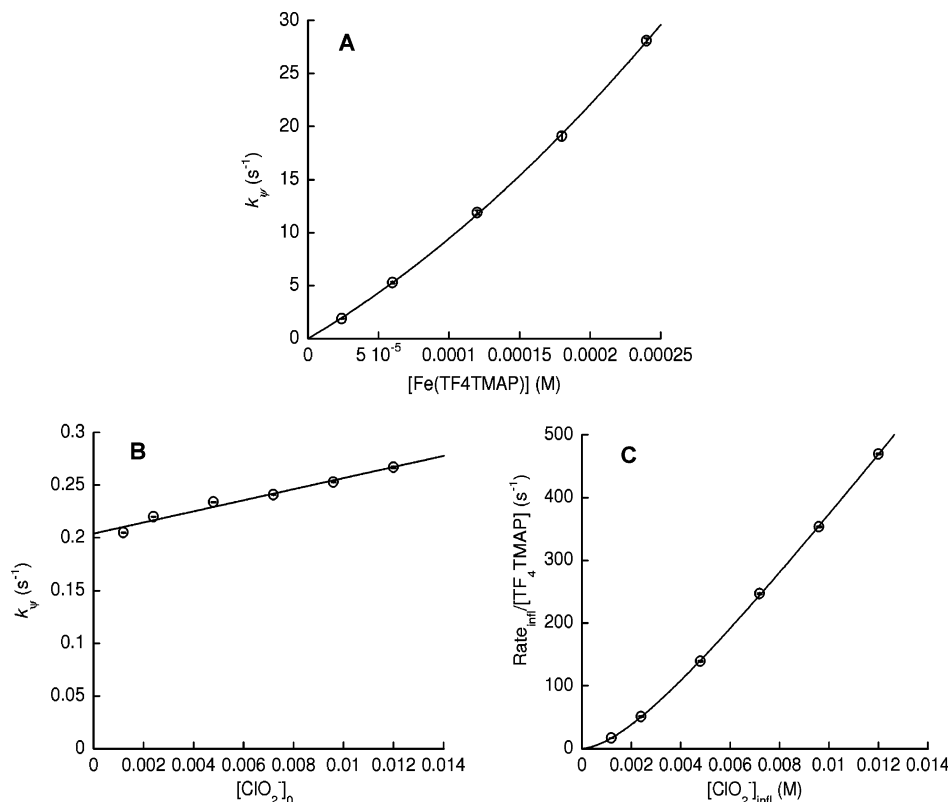 A
30
25
20
15
10
5
0
k_ψ (s⁻¹)
0
5 10⁻⁵
0.0001
0.00015
0.0002
0.00025
[Fe(TF4TMAP)] (M)
B
0.3
0.25
0.2
0.15
0.1
0.05
0
k_ψ (s⁻¹)
0 0.002 0.004 0.006 0.008 0.01 0.012 0.014
[ClO₂⁻]₀
C
500
400
300
200
100
0
Rate_infl/[TF₄TMAP] (s⁻¹)
0 0.002 0.004 0.006 0.008 0.01 0.012 0.014
[ClO₂⁻]_infl (M)